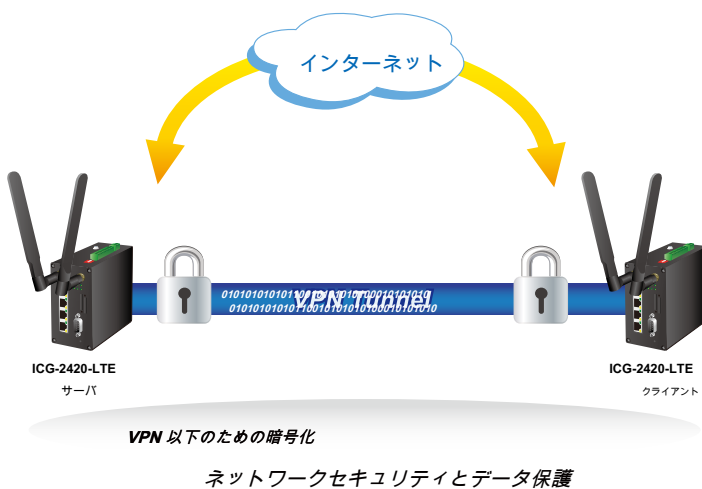 インターネット
VPN Tunnel
ICG-2420-LTE
サーバ
ICG-2420-LTE
クライアント
VPN 以下のための暗号化
ネットワークセキュリティとデータ保護